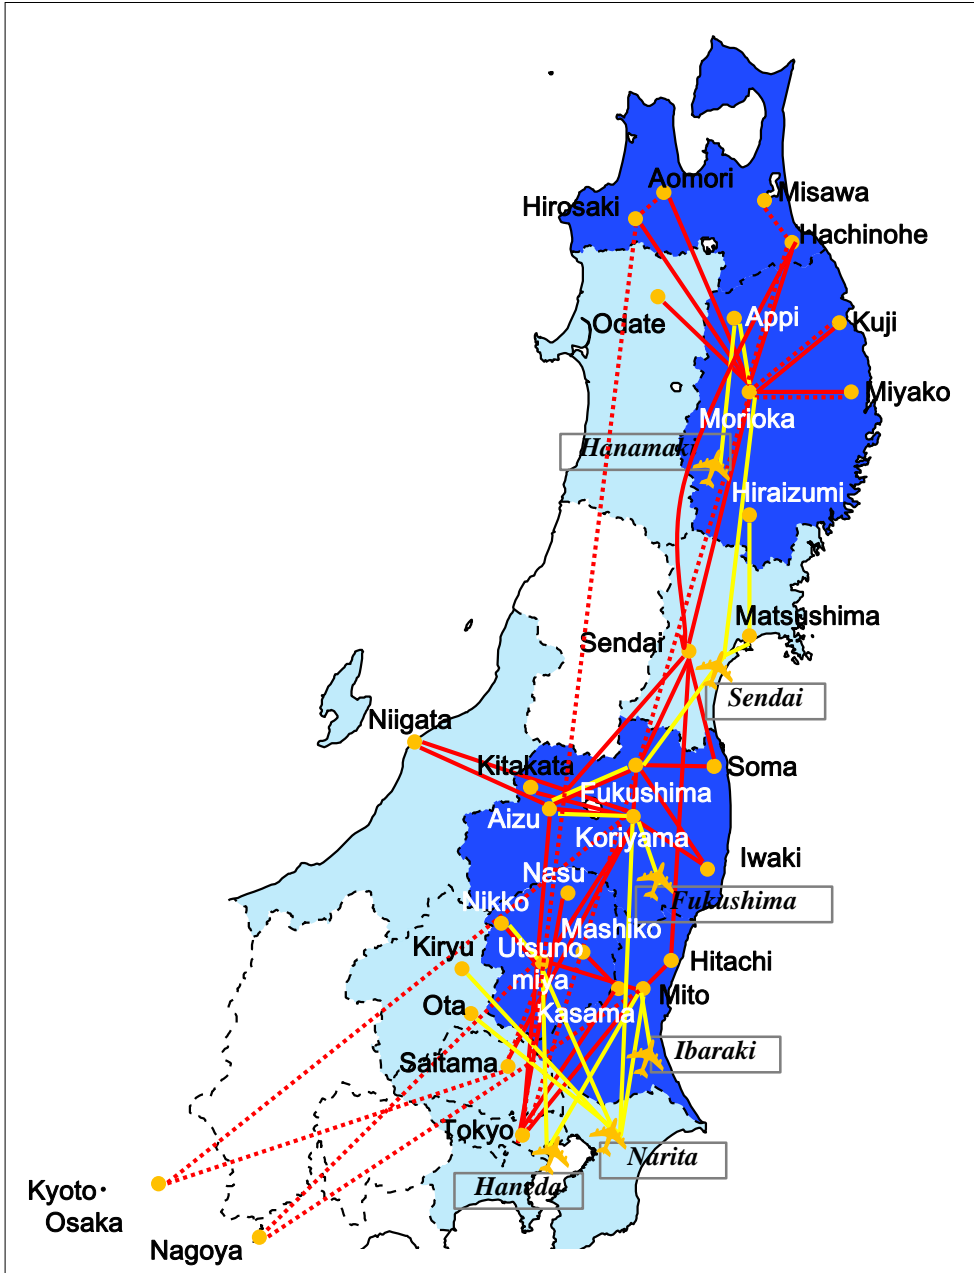 Aomori
Misawa
Hirosaki
Hachinohe
Odate
Appi
Kuji
Miyako
Morioka
Hanamaki
Hiraizumi
Matsushima
Sendai
Sendai
Niigata
Kitakata
Soma
Fukushima
Aizu
Koriyama
Iwaki
Nasu
Nikko
Fukushima
Mashiko
Kiryu
Utsuno
miya
Hitachi
Mito
Ota
Kasama
Ibaraki
Saitama
Tokyo
Narita
Haneda
Kyoto・
Osaka
Nagoya